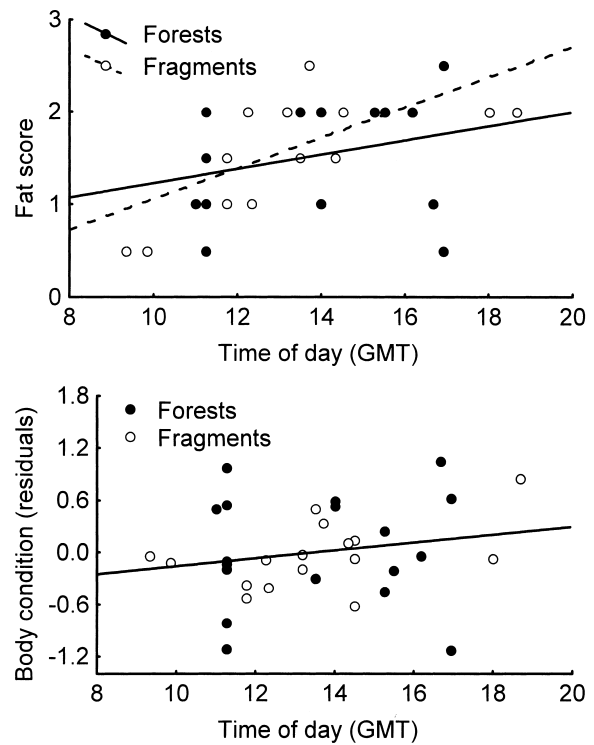 3
2
1
0
Fat score
Forests
Fragments
8 10 12 14 16 18 20
Time of day (GMT)
1.8
1.2
0.6
0.0
-0.6
-1.2
Body condition (residuals)
Forests
Fragments
8 10 12 14 16 18 20
Time of day (GMT)